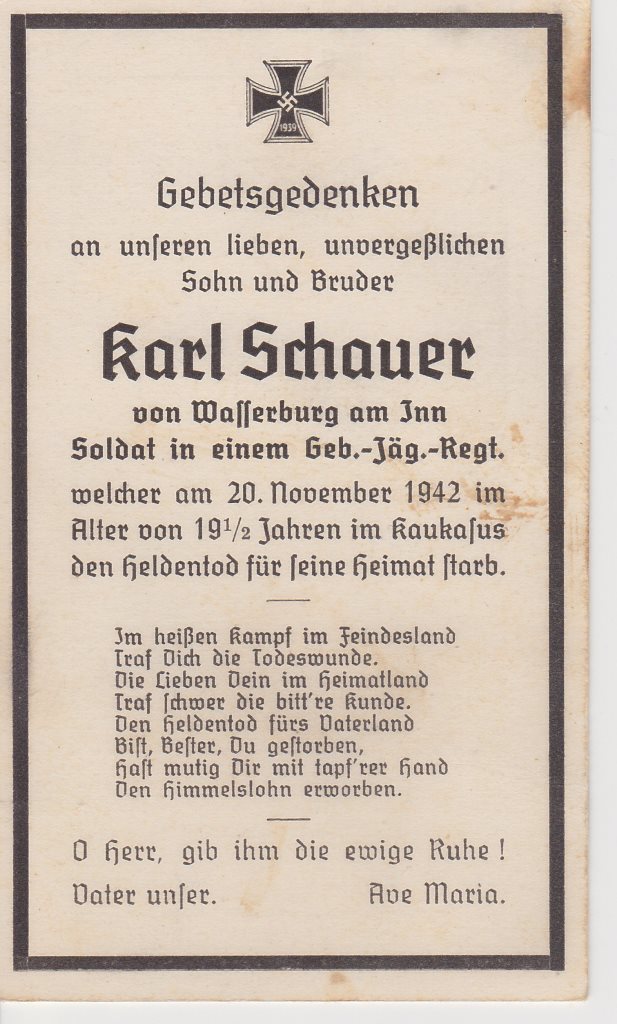 1939
Gebetsgedenken
an unseren lieben, unvergeßlichen
Sohn und Bruder
Karl Schauer
von Wasserburg am Inn
Soldat in einem Geb.-Jäg.-Regt.
welcher am 20. November 1942 im
Alter von 19 1/2 Jahren im Kaukasus
den Heldentod für seine Heimat starb.
Im heißen Kampf im Feindesland
Traf Dich die Todeswunde.
Die Lieben Dein im Heimatland
Traf schwer die bitt're Kunde.
Den Heldentod fürs Vaterland
Bist, Bester, Du gestorben,
Hast mutig Dir mit tapf'rer Hand
Den Himmelslohn erworben.
O Herr, gib ihm die ewige Ruhe!
Vater unser. Ave Maria.